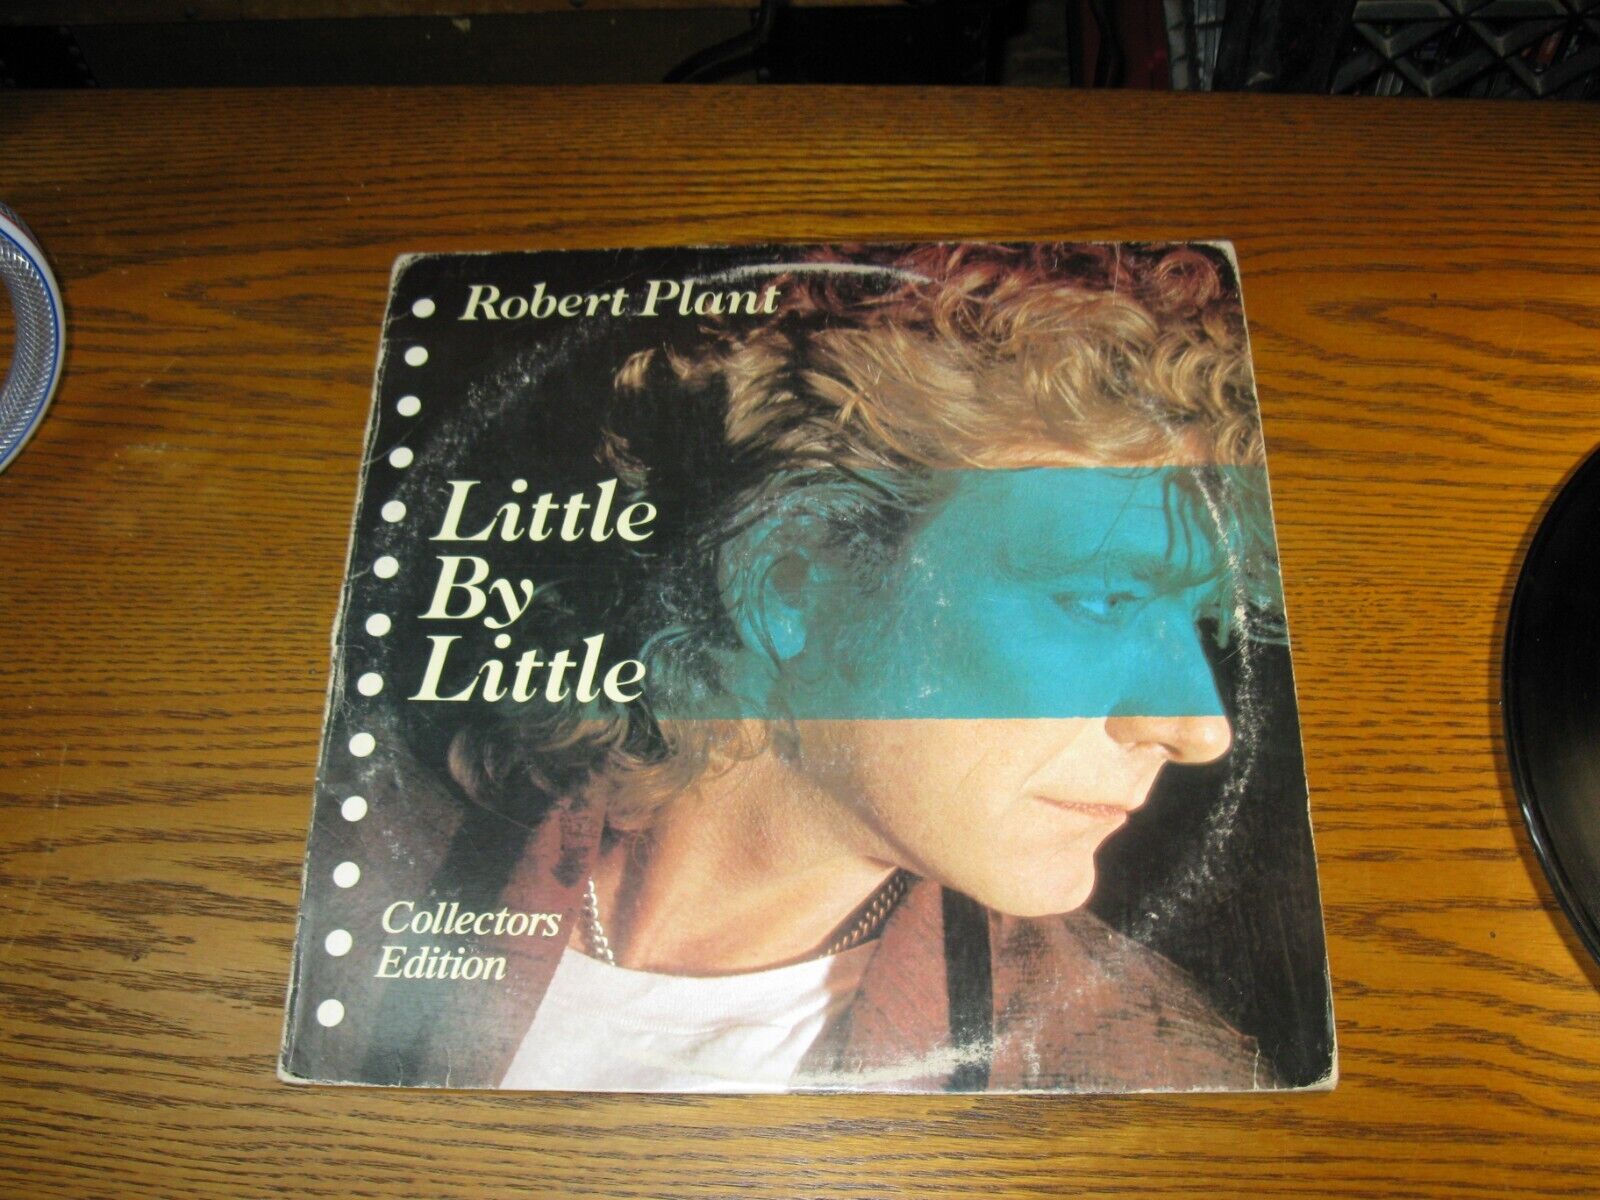 Robert Plant
Little
By
Little
Collectors
Edition